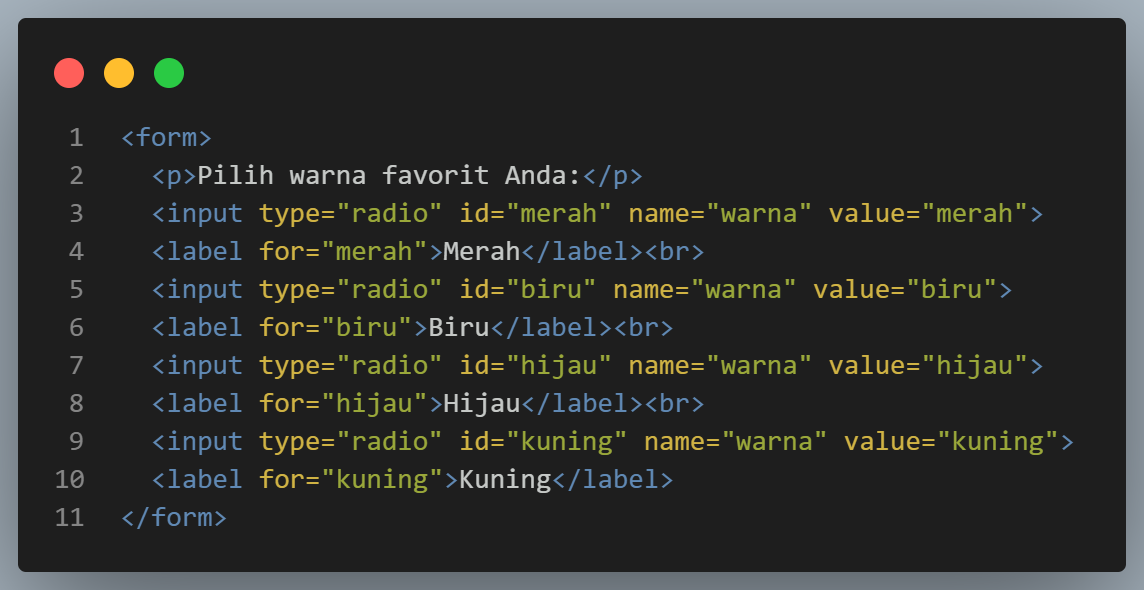 1 <form>
2 <p>Pilih warna favorit Anda:</p>
3 <input type="radio" id="merah" name="warna" value="merah">
4 <label for="merah">Merah</label><br>
5 <input type="radio" id="biru" name="warna" value="biru">
6 <label for="biru">Biru</label><br>
7 <input type="radio" id="hijau" name="warna" value="hijau">
8 <label for="hijau">Hijau</label><br>
9 <input type="radio" id="kuning" name="warna" value="kuning">
10 <label for="kuning">Kuning</label>
11 </form>